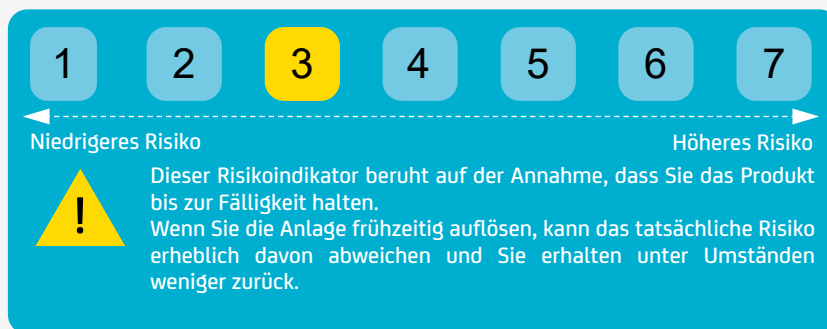 1 2 3 4 5 6 7
Niedrigeres Risiko Höheres Risiko
!
Dieser Risikoindikator beruht auf der Annahme, dass Sie das Produkt
bis zur Fälligkeit halten.
Wenn Sie die Anlage frühzeitig auflösen, kann das tatsächliche Risiko
erheblich davon abweichen und Sie erhalten unter Umständen
weniger zurück.